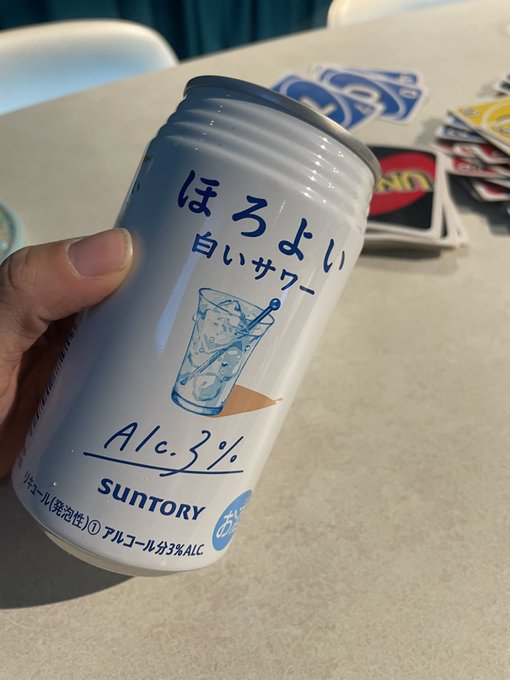 ほろよい
白いサワー
Alc.3%
SUNTORY
お
リキュール(発泡性)① アルコール分3%ALC.
UNO